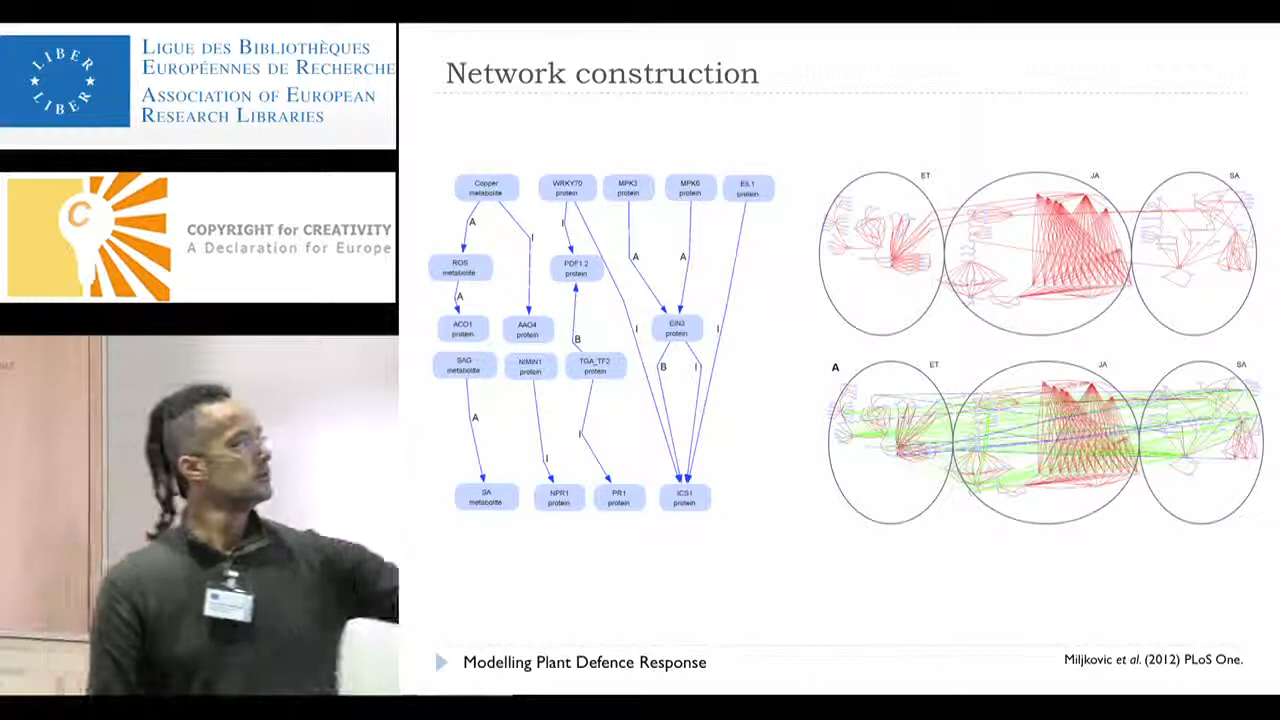 LIBER
LIBER
LIGUE DES BIBLIOTHÈQUES
EUROPÉENNES DE RECHERCHE
ASSOCIATION OF EUROPEAN
RESEARCH LIBRARIES
C
COPYRIGHT for CREATIVITY
A Declaration for Europe
Network construction
Copper
metabolite
WRKY70
protein
MPK3
protein
MPK6
protein
EIL1
protein
A
I
I
ROS
metabolite
PDF1.2
protein
A
A
A
ACO1
protein
AAO4
protein
EIN3
protein
I
I
B
SAG
metabolite
NIMIN1
protein
TGA_TF2
protein
B
I
A
I
I
SA
metabolite
NPR1
protein
PR1
protein
ICS1
protein
ET
JA
SA
A
ET
JA
SA
Modelling Plant Defence Response
Miljkovic et al. (2012) PLoS One.